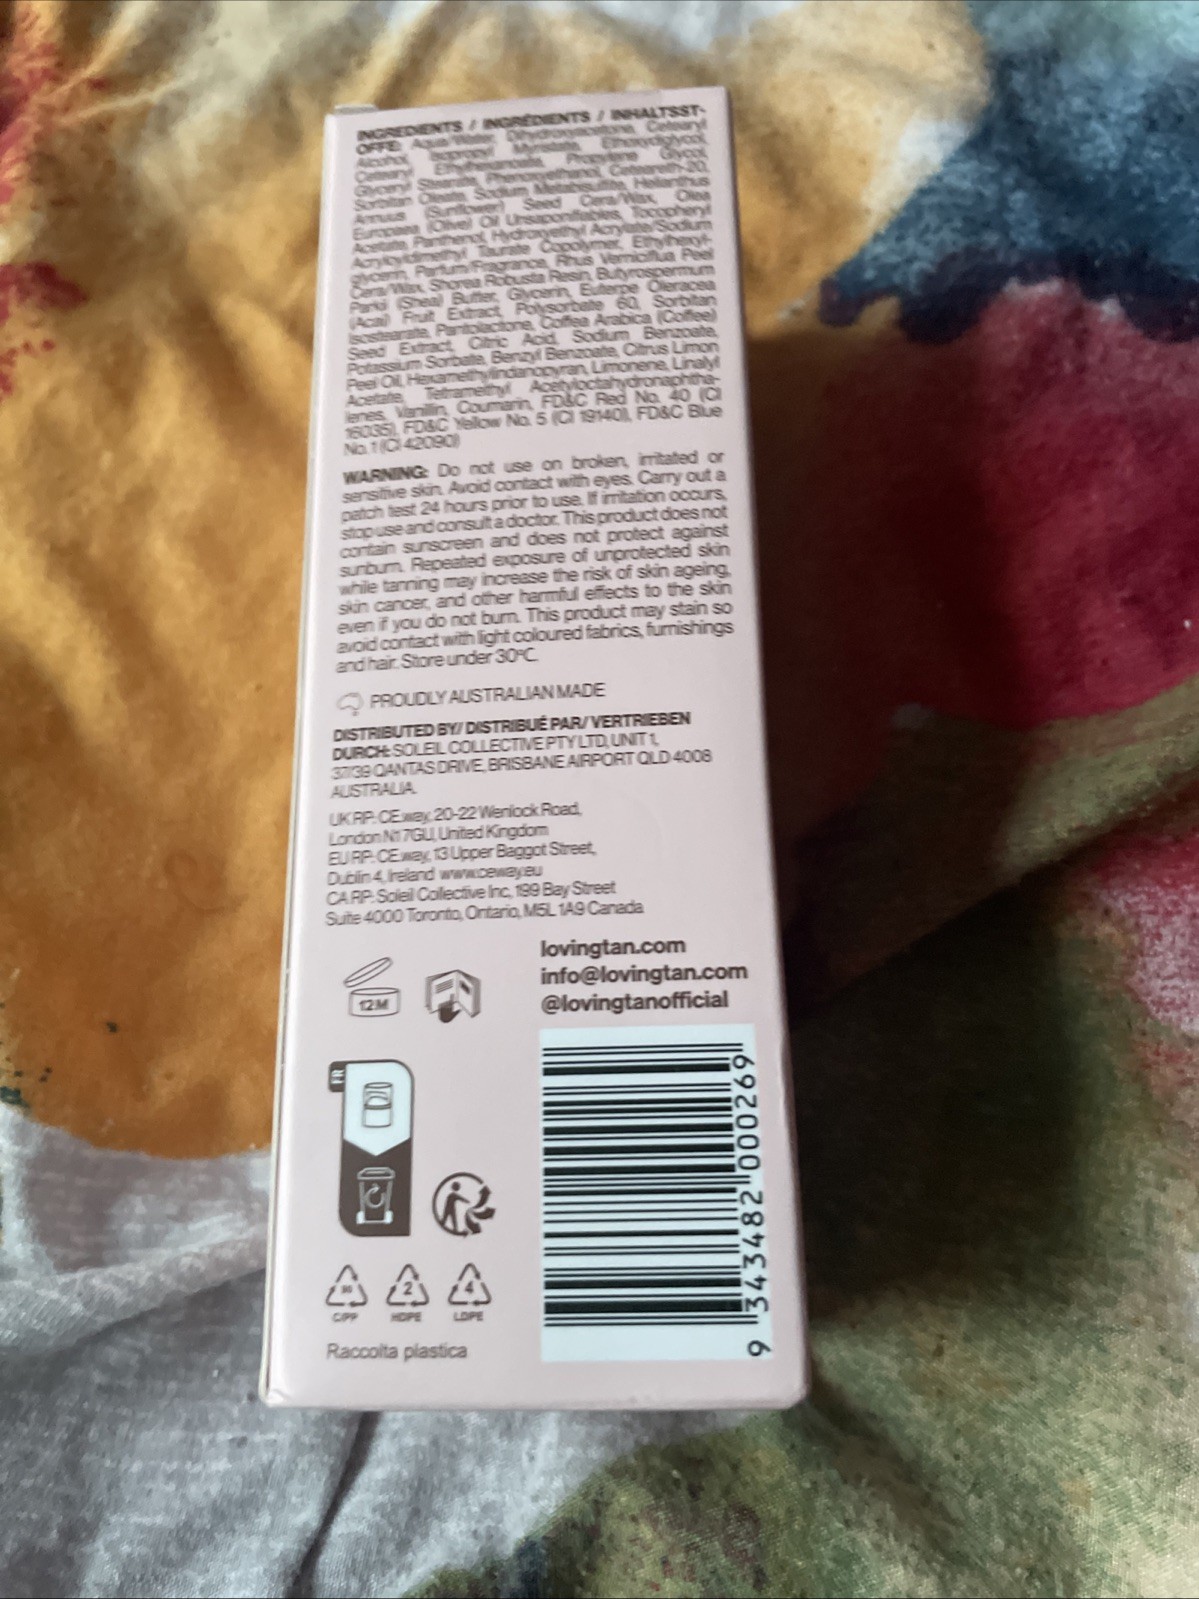 INGREDIENTS / INGRÉDIENTS / INHALTSST-
OFFE: Aqua/Water, Dihydroxyacetone, Cetearyl
Alcohol, Isopropyl Myristate, Ethoxydiglycol,
Cetearyl Ethylhexanoate, Propylene Glycol,
Glyceryl Stearate, Phenoxyethanol, Ceteareth-20,
Sorbitan Oleate, Sodium Metabisulfite, Helianthus
Annuus (Sunflower) Seed Cera/Wax, Olea
Europaea (Olive) Oil Unsaponifiables, Tocopheryl
Acetate, Panthenol, Hydroxyethyl Acrylate/Sodium
Acryloyldimethyl Taurate Copolymer, Ethylhexyl-
glycerin, Parfum/Fragrance, Rhus Verniciflua Peel
Cera/Wax, Shorea Robusta Resin, Butyrospermum
Parkii (Shea) Butter, Glycerin, Euterpe Oleracea
(Acai) Fruit Extract, Polysorbate 60, Sorbitan
Isostearate, Pantolactone, Coffea Arabica (Coffee)
Seed Extract, Citric Acid, Sodium Benzoate,
Potassium Sorbate, Benzyl Benzoate, Citrus Limon
Peel Oil, Hexamethylindanopyran, Limonene, Linalyl
Acetate, Tetramethyl Acetyloctahydronaphtha-
lenes, Vanillin, Coumarin, FD&C Red No. 40 (CI
16035), FD&C Yellow No. 5 (CI 19140), FD&C Blue
No. 1 (CI 42090)
WARNING: Do not use on broken, irritated or
sensitive skin. Avoid contact with eyes. Carry out a
patch test 24 hours prior to use. If irritation occurs,
stop use and consult a doctor. This product does not
contain sunscreen and does not protect against
sunburn. Repeated exposure of unprotected skin
while tanning may increase the risk of skin ageing,
skin cancer, and other harmful effects to the skin
even if you do not burn. This product may stain so
avoid contact with light coloured fabrics, furnishings
and hair. Store under 30°C.
PROUDLY AUSTRALIAN MADE
DISTRIBUTED BY/ DISTRIBUÉ PAR/ VERTRIEBEN
DURCH: SOLEIL COLLECTIVE PTY LTD, UNIT 1,
37/39 QANTAS DRIVE, BRISBANE AIRPORT QLD 4008
AUSTRALIA.
UK RP: CE.way, 20-22 Wenlock Road,
London N1 7GU, United Kingdom
EU RP: CE.way, 13 Upper Baggot Street,
Dublin 4, Ireland www.ceway.eu
CA RP: Soleil Collective Inc, 199 Bay Street
Suite 4000 Toronto, Ontario, M5L 1A9 Canada
lovingtan.com
info@lovingtan.com
@lovingtanofficial
12M
FR
9 343482 000269
2 4
C/PP HDPE LDPE
Raccolta plastica